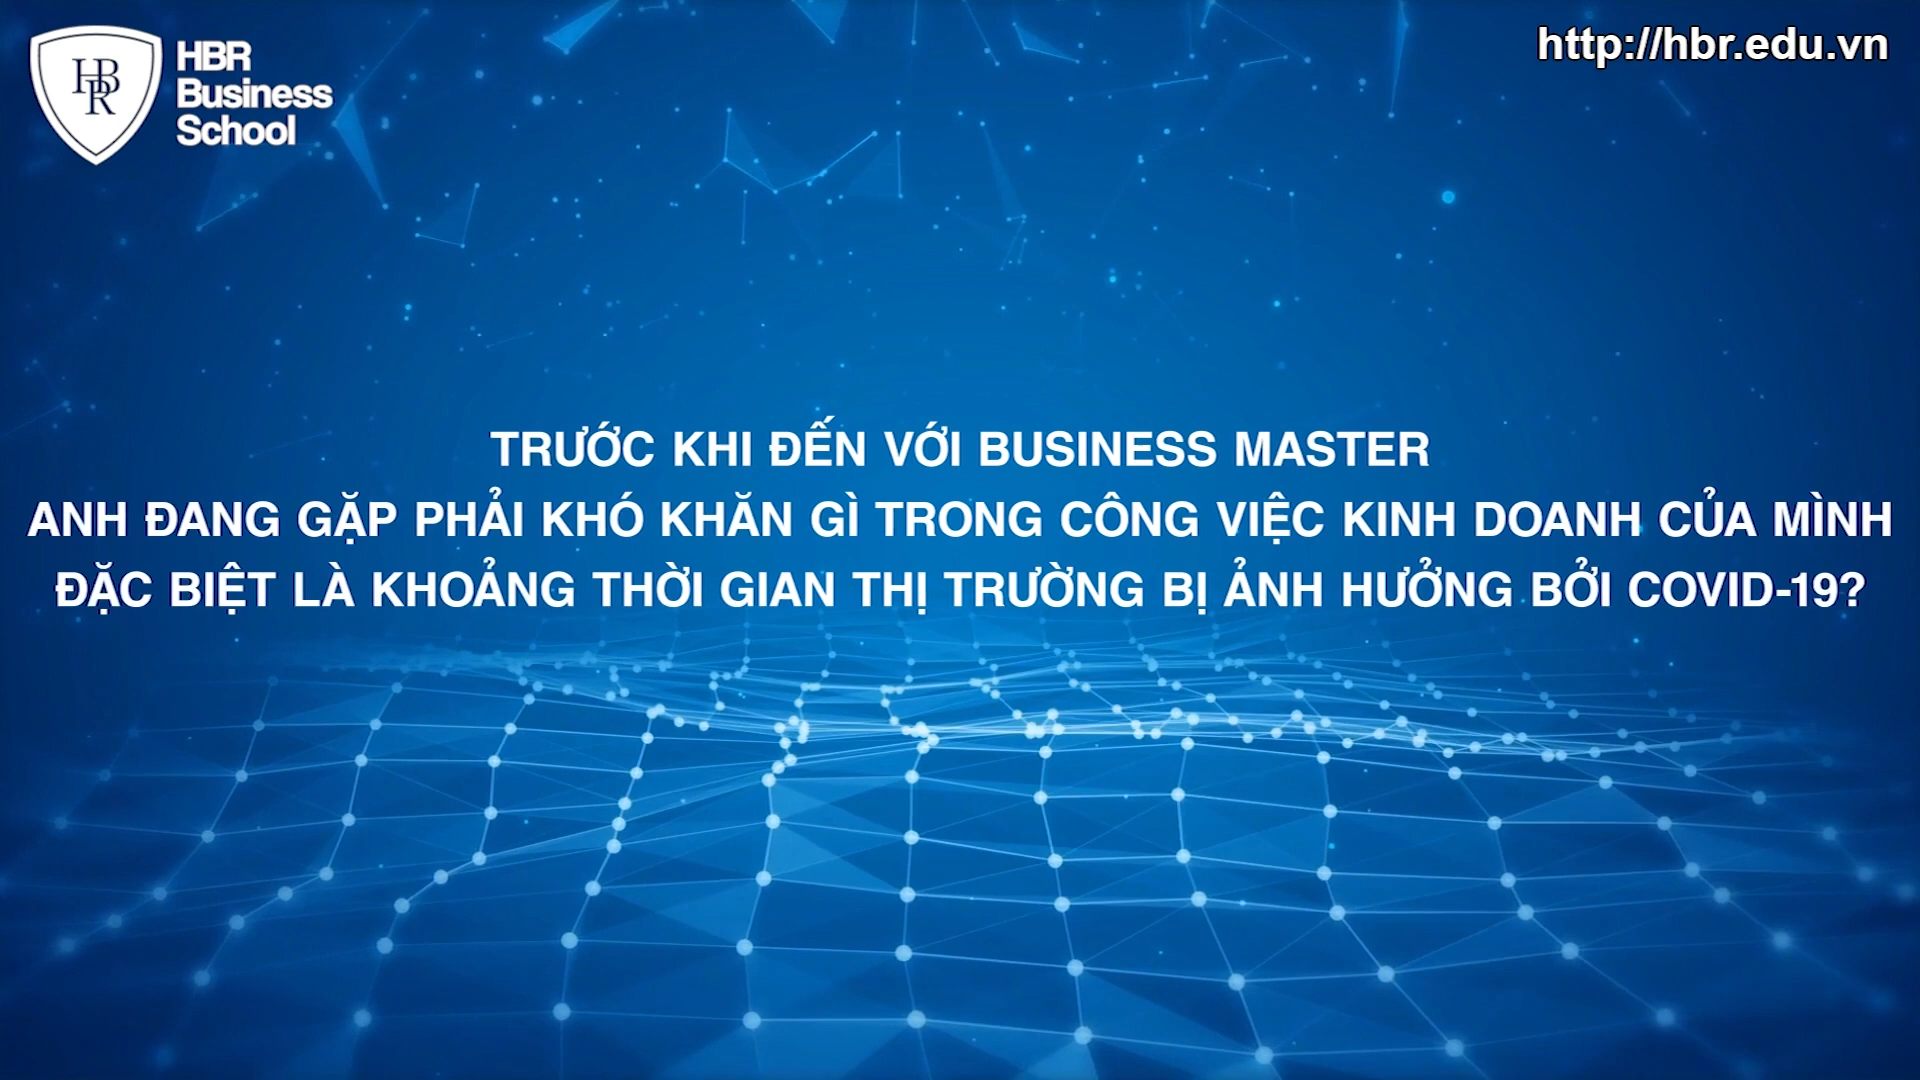 HBR
HBR
Business
School
http://hbr.edu.vn
TRƯỚC KHI ĐẾN VỚI BUSINESS MASTER
ANH ĐANG GẶP PHẢI KHÓ KHĂN GÌ TRONG CÔNG VIỆC KINH DOANH CỦA MÌNH
ĐẶC BIỆT LÀ KHOẢNG THỜI GIAN THỊ TRƯỜNG BỊ ẢNH HƯỞNG BỞI COVID-19?